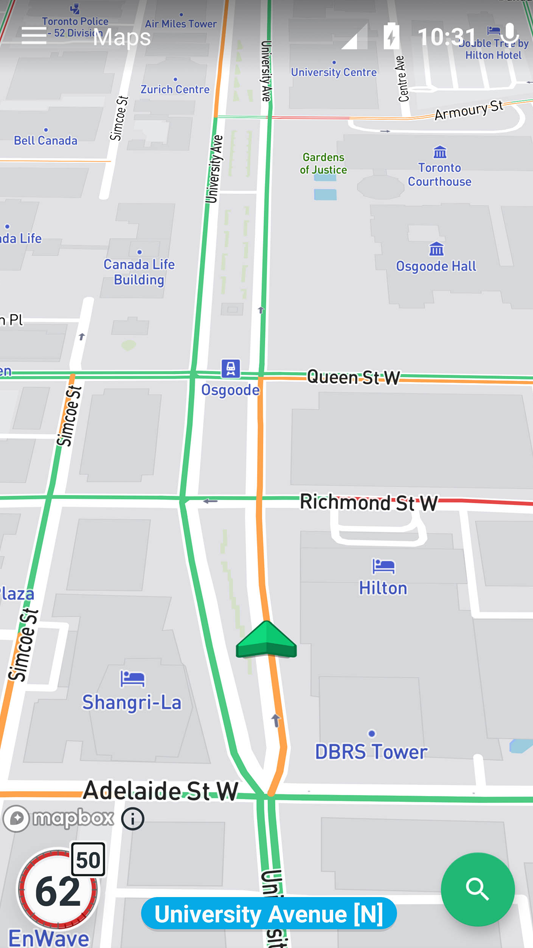 Toronto Police
- 52 Division
Maps
Air Miles Tower
10:31
Double Tree by
Hilton Hotel
University Ave
University Centre
Centre Ave
Zurich Centre
Simcoe St
Armoury St
Bell Canada
University Ave
Gardens
of Justice
Toronto
Courthouse
da Life
Canada Life
Building
Osgoode Hall
n Pl
en
Osgoode
Queen St W
Simcoe St
Richmond St W
Hilton
laza
Simcoe St
Shangri-La
DBRS Tower
Adelaide St W
mapbox
50
62
Universit
University Avenue [N]
EnWave